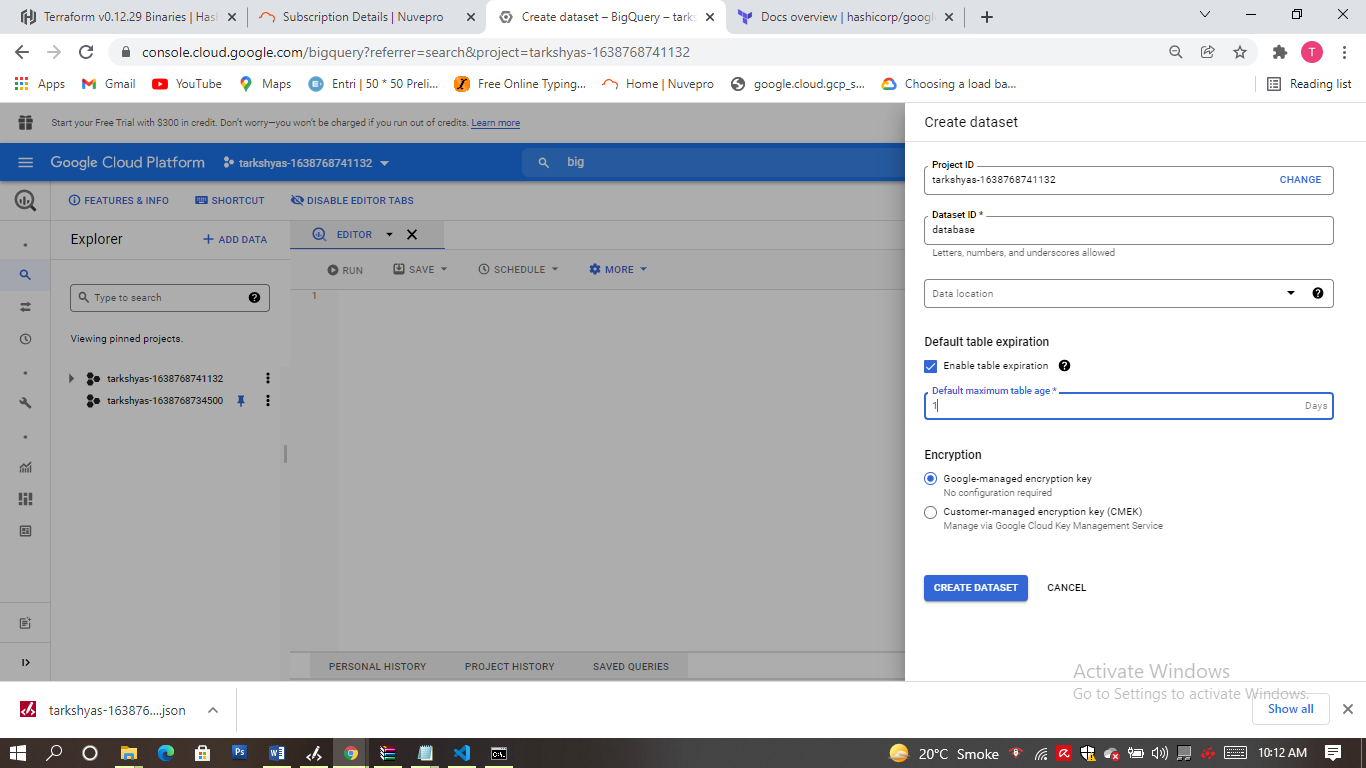 Terraform v0.12.29 Binaries | Hasl
Subscription Details | Nuvepro
Create dataset – BigQuery – tarks
Docs overview | hashicorp/googl
console.cloud.google.com/bigquery?referrer=search&project=tarkshyas-1638768741132
T
Apps
Gmail
YouTube
Maps
Entri | 50 * 50 Preli...
Free Online Typing...
Home | Nuvepro
google.cloud.gcp_s...
Choosing a load ba...
Reading list
Start your Free Trial with $300 in credit. Don't worry—you won't be charged if you run out of credits. Learn more
Google Cloud Platform
tarkshyas-1638768741132
big
FEATURES & INFO
SHORTCUT
DISABLE EDITOR TABS
Explorer
+ ADD DATA
EDITOR
RUN
SAVE
SCHEDULE
MORE
1
Type to search
Viewing pinned projects.
tarkshyas-1638768741132
tarkshyas-1638768734500
PERSONAL HISTORY
PROJECT HISTORY
SAVED QUERIES
Create dataset
Project ID
tarkshyas-1638768741132
CHANGE
Dataset ID *
database
Letters, numbers, and underscores allowed
Data location
Default table expiration
Enable table expiration
Default maximum table age *
1
Days
Encryption
Google-managed encryption key
No configuration required
Customer-managed encryption key (CMEK)
Manage via Google Cloud Key Management Service
CREATE DATASET
CANCEL
Activate Windows
Go to Settings to activate Windows.
tarkshyas-163876....json
Show all
Ps
20°C Smoke
10:12 AM